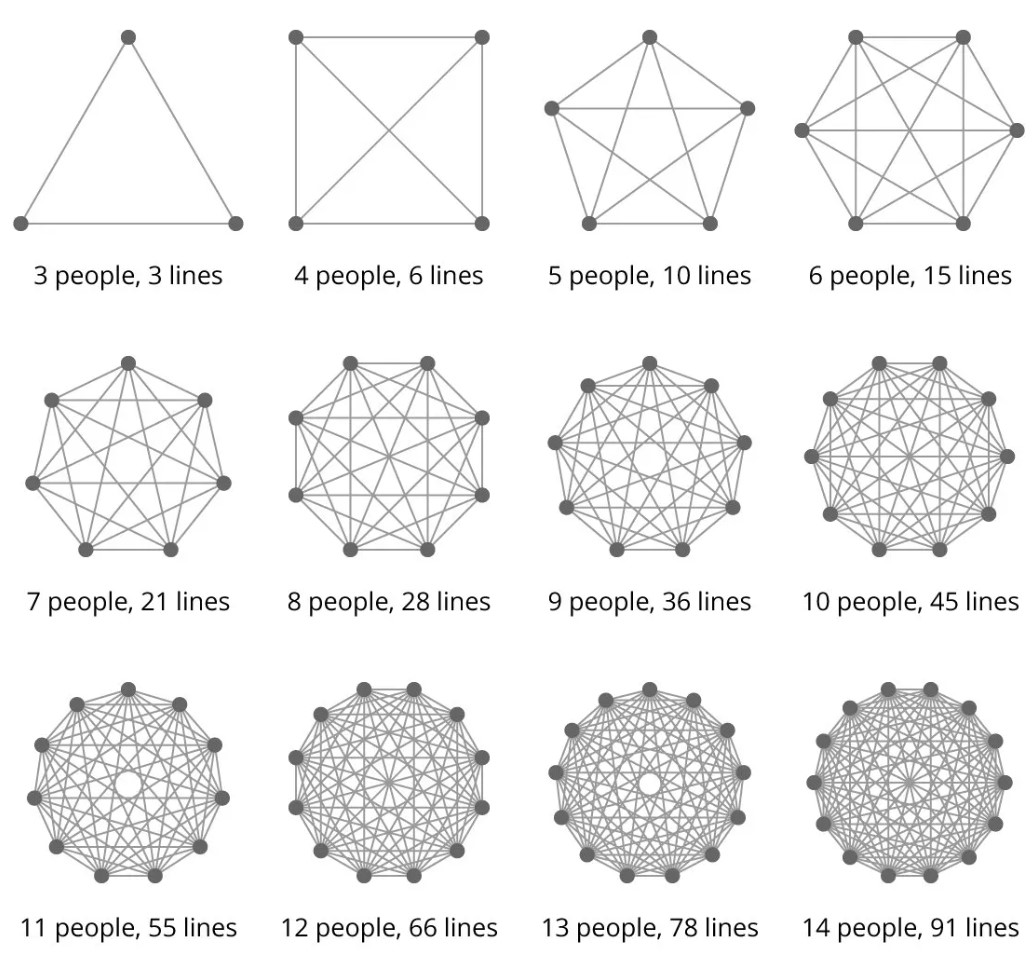 3 people, 3 lines
4 people, 6 lines
5 people, 10 lines
6 people, 15 lines
7 people, 21 lines
8 people, 28 lines
9 people, 36 lines
10 people, 45 lines
11 people, 55 lines
12 people, 66 lines
13 people, 78 lines
14 people, 91 lines